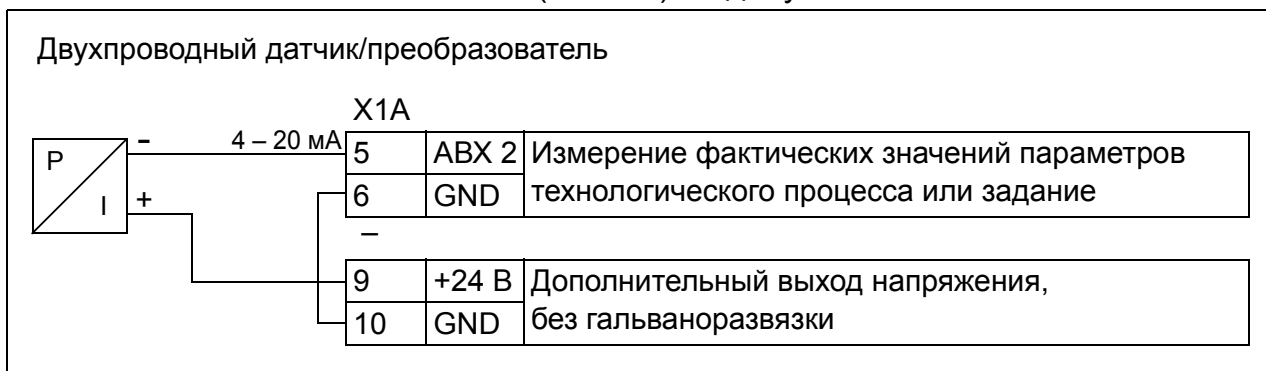 Двухпроводный датчик/преобразователь
X1A
P
I
–
+
4 – 20 мА
5 АВХ 2 Измерение фактических значений параметров
6 GND технологического процесса или задание
–
9 +24 В Дополнительный выход напряжения,
10 GND без гальваноразвязки